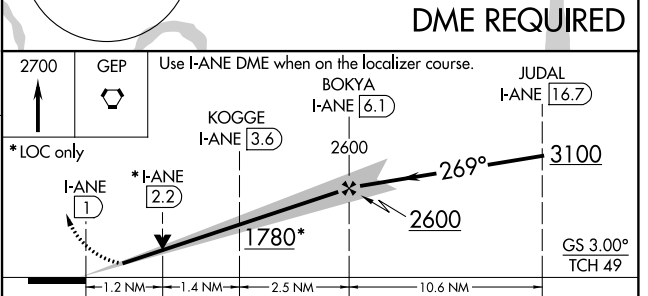 DME REQUIRED
2700
GEP
Use I-ANE DME when on the localizer course.
JUDAL
I-ANE 16.7
BOKYA
I-ANE 6.1
KOGGE
I-ANE 3.6
2600
*LOC only
I-ANE
1
*I-ANE
2.2
269°
3100
2600
1780*
GS 3.00°
TCH 49
1.2 NM
1.4 NM
2.5 NM
10.6 NM